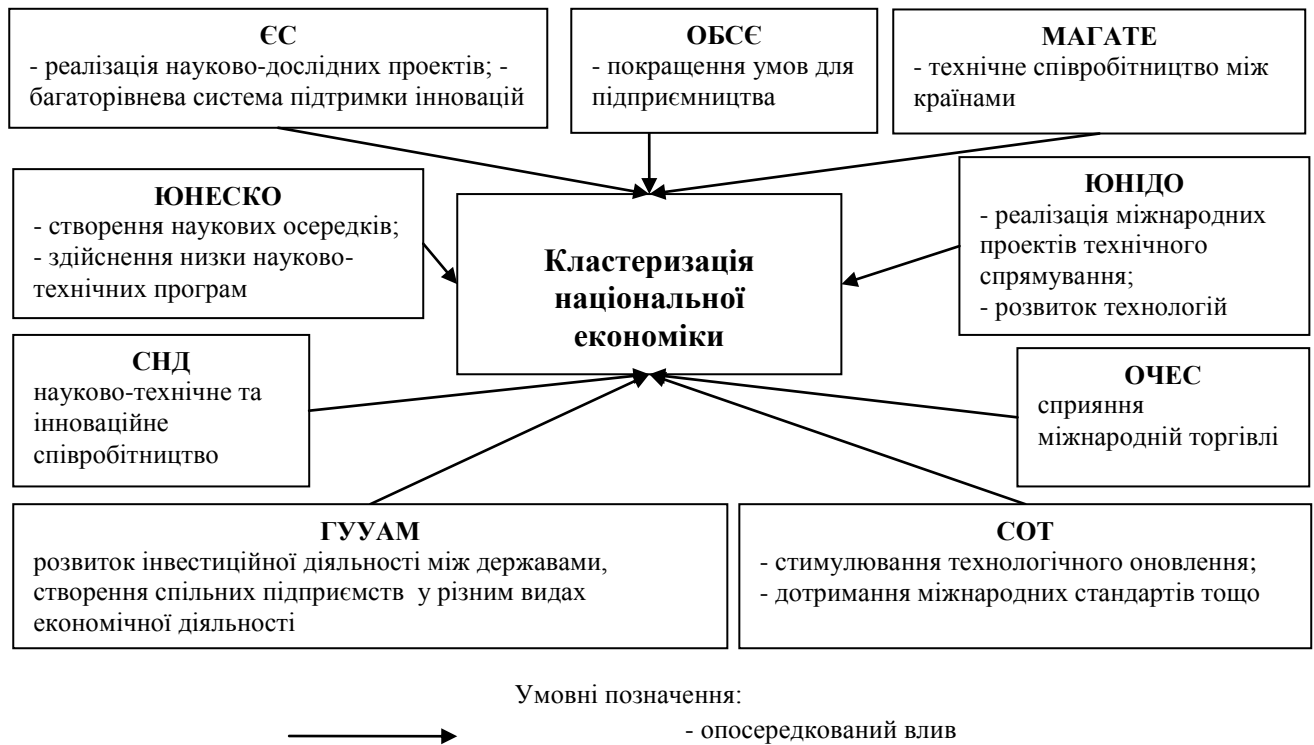 ЄС
- реалізація науково-дослідних проектів; -
багаторівнева система підтримки інновацій
ОБСЄ
- покращення умов для
підприємництва
МАГАТЕ
- технічне співробітництво між
країнами
ЮНЕСКО
- створення наукових осередків;
- здійснення низки науково-
технічних програм
Кластеризація
національної
економіки
ЮНІДО
- реалізація міжнародних
проектів технічного
спрямування;
- розвиток технологій
СНД
науково-технічне та
інноваційне
співробітництво
ОЧЕС
сприяння
міжнародній торгівлі
ГУУАМ
розвиток інвестиційної діяльності між державами,
створення спільних підприємств у різним видах
економічної діяльності
СОТ
- стимулювання технологічного оновлення;
- дотримання міжнародних стандартів тощо
Умовні позначення:
- опосередкований влив